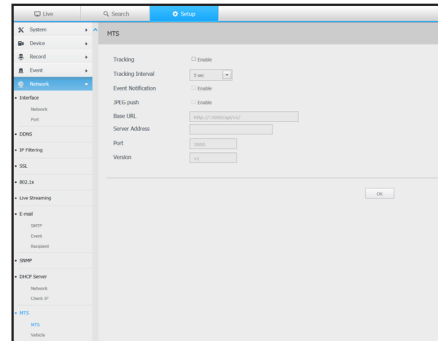 Live
Search
Setup
System
Device
Record
Event
Network
Interface
Network
Port
DDNS
IP Filtering
SSL
802.1x
Live Streaming
E-mail
SMTP
Event
Recipient
SNMP
DHCP Server
Network
Check IP
MTS
MTS
Vehicle
MTS
Tracking
Enable
Tracking Interval
5 sec
Event Notification
Enable
JPEG push
Enable
Base URL
Server Address
Port
Version
OK